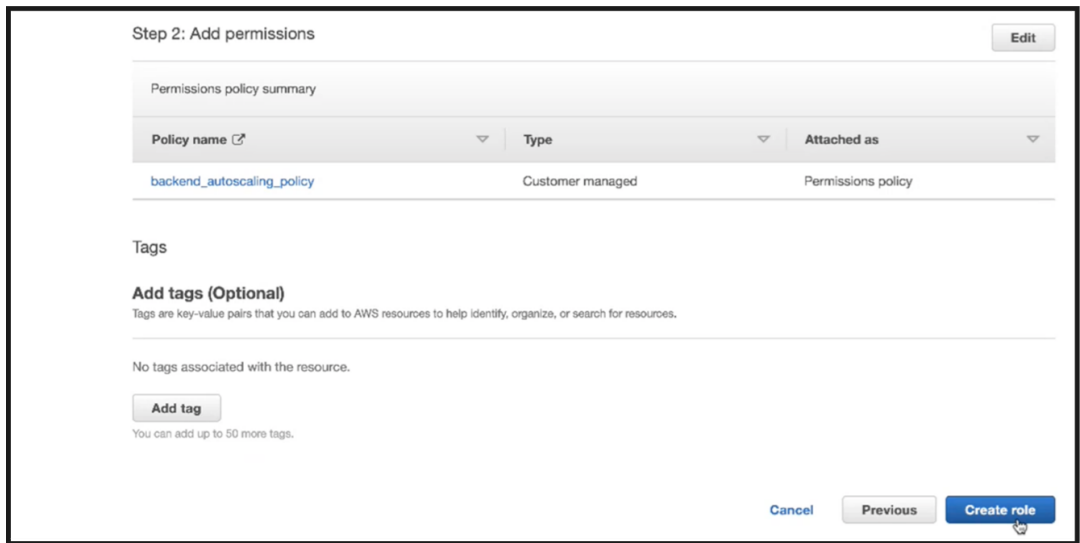 Step 2: Add permissions
Edit
Permissions policy summary
Policy name Type Attached as
backend_autoscaling_policy Customer managed Permissions policy
Tags
Add tags (Optional)
Tags are key-value pairs that you can add to AWS resources to help identify, organize, or search for resources.
No tags associated with the resource.
Add tag
You can add up to 50 more tags.
Cancel Previous Create role